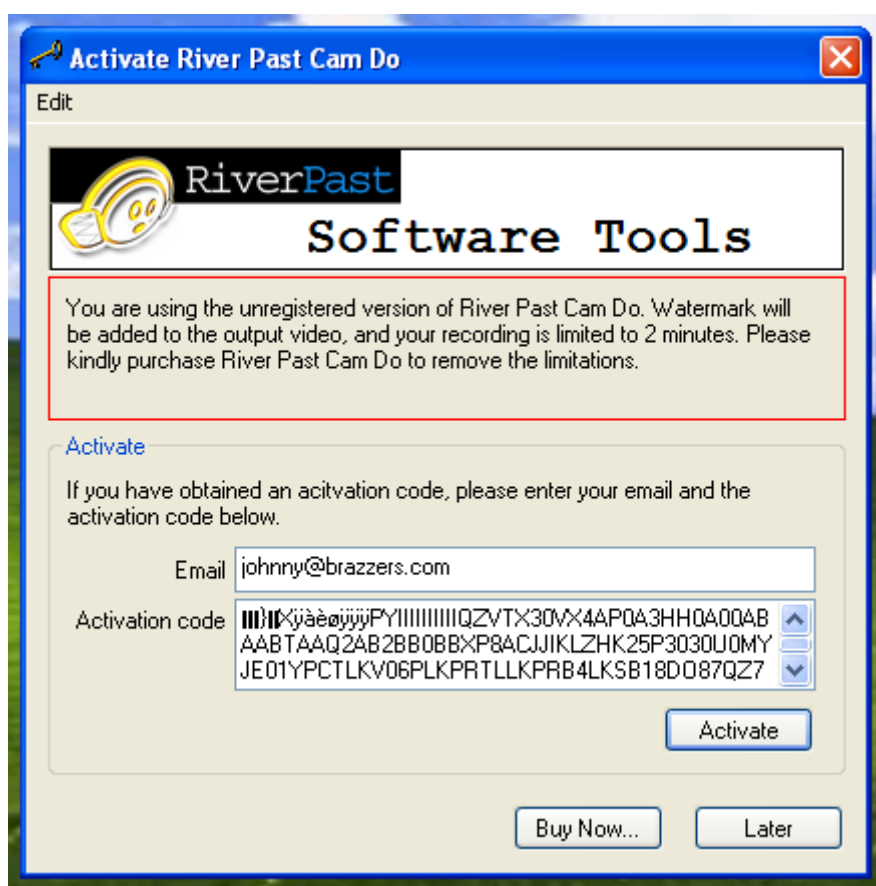 Activate River Past Cam Do
Edit
RiverPast
Software Tools
You are using the unregistered version of River Past Cam Do. Watermark will
be added to the output video, and your recording is limited to 2 minutes. Please
kindly purchase River Past Cam Do to remove the limitations.
Activate
If you have obtained an acitvation code, please enter your email and the
activation code below.
Email
johnny@brazzers.com
Activation code
AABTAAQ2AB2BB0BBXP8ACJJIKLZHK25P3030U0MY
JE01YPCTLKV06PLKPRTLLKPRB4LKSB18DO87QZ7
Activate
Buy Now... Later